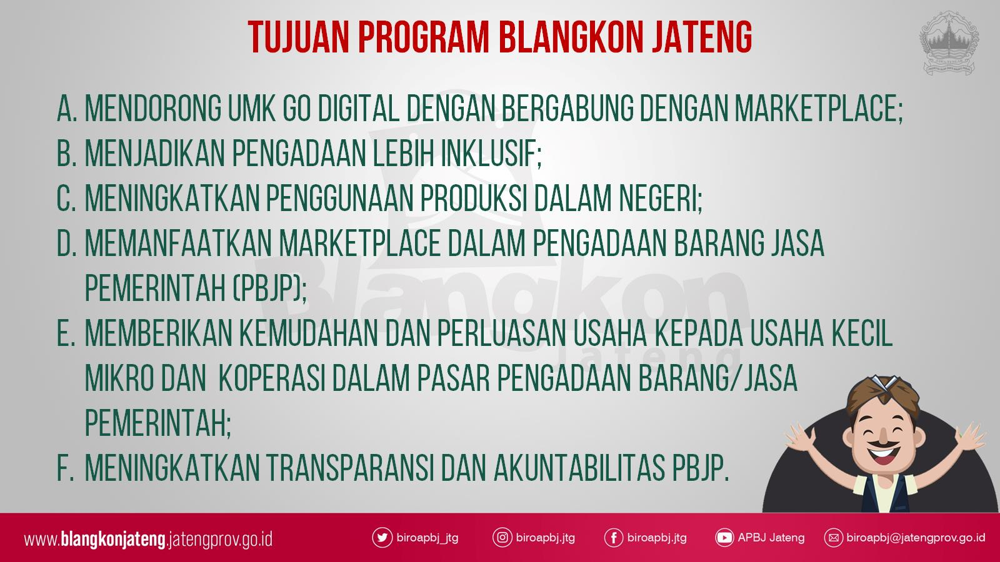 TUJUAN PROGRAM BLANGKON JATENG
A. MENDORONG UMK GO DIGITAL DENGAN BERGABUNG DENGAN MARKETPLACE;
B. MENJADIKAN PENGADAAN LEBIH INKLUSIF;
C. MENINGKATKAN PENGGUNAAN PRODUKSI DALAM NEGERI;
D. MEMANFAATKAN MARKETPLACE DALAM PENGADAAN BARANG JASA
PEMERINTAH (PBJP);
E. MEMBERIKAN KEMUDAHAN DAN PERLUASAN USAHA KEPADA USAHA KECIL
MIKRO DAN KOPERASI DALAM PASAR PENGADAAN BARANG/JASA
PEMERINTAH;
F. MENINGKATKAN TRANSPARANSI DAN AKUNTABILITAS PBJP.
Blangkon
Jateng
www.blangkonjateng.jatengprov.go.id
biroapbj_jtg
biroapbj.jtg
biroapbj.jtg
APBJ Jateng
biroapbj@jatengprov.go.id